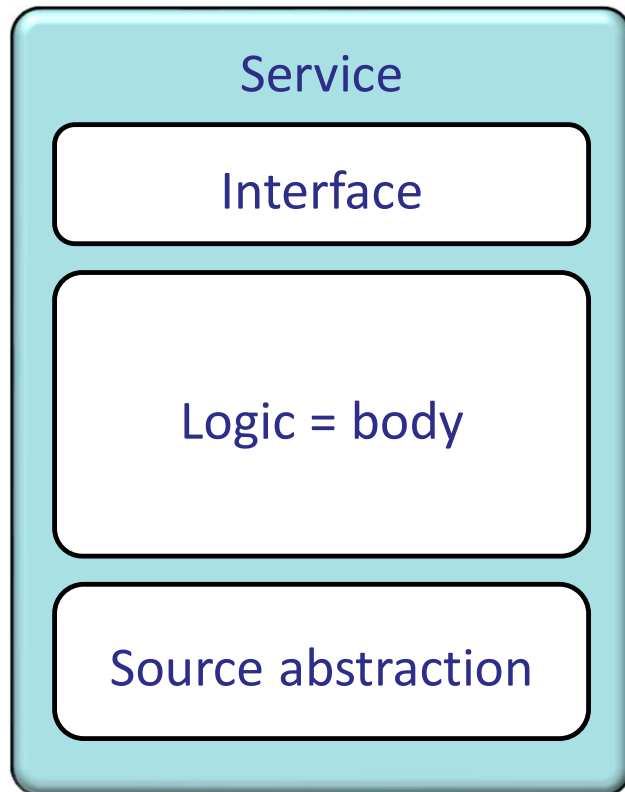 Service
Interface
Logic = body
Source abstraction